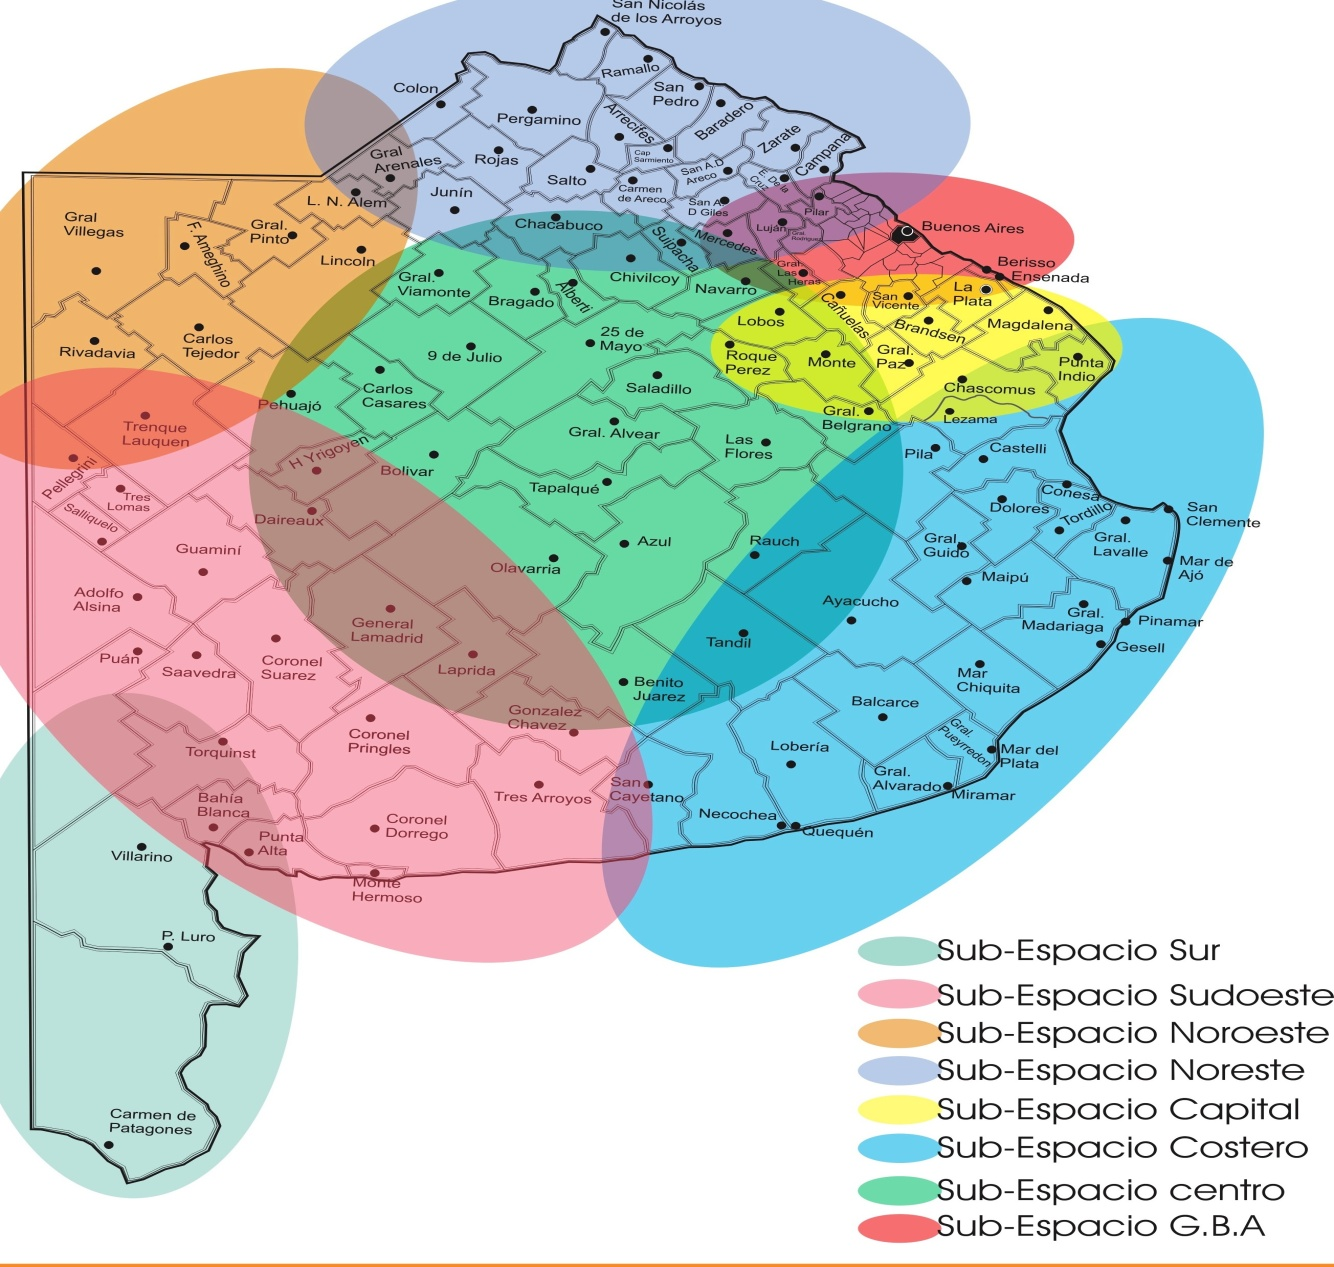 San Nicolás
de los Arroyos
Ramallo
Colon
San
Pedro
Pergamino
Arrecifes
Baradero
Zarate
Campana
Cap
Sarmiento
Gral
Arenales
Rojas
Salto
San A.D
Areco
E. De la
Cruz
Carmen
de Areco
L. N. Alem
Junín
San A
D Giles
Pilar
Gral
Villegas
F. Ameghino
Gral.
Pinto
Lincoln
Chacabuco
Suipacha
Mercedes
Luján
Gral.
Rodriguez
Buenos Aires
Berisso
Ensenada
Gral.
Viamonte
Bragado
Alberti
Chivilcoy
Navarro
Gral.
Las
Heras
Cañuelas
San
Vicente
La
Plata
Magdalena
Brandsen
Lobos
Rivadavia
Carlos
Tejedor
9 de Julio
25 de
Mayo
Roque
Perez
Monte
Gral.
Paz
Punta
Indio
Chascomus
Pehuajó
Carlos
Casares
Saladillo
Gral.
Belgrano
Lezama
Trenque
Lauquen
Gral. Alvear
Las
Flores
Pila
Castelli
Pellegrini
H Yrigoyen
Bolivar
Tres
Lomas
Salliquelo
Daireaux
Tapalqué
Conesa
Dolores
Tordillo
San
Clemente
Guaminí
Azul
Rauch
Gral.
Guido
Gral.
Lavalle
Mar de
Ajó
Olavarria
Maipú
Adolfo
Alsina
Ayacucho
General
Lamadrid
Gral.
Madariaga
Pinamar
Gesell
Tandil
Puán
Saavedra
Coronel
Suarez
Laprida
Benito
Juarez
Mar
Chiquita
Gonzalez
Chavez
Balcarce
Gral.
Pueyrredon
Torquinst
Coronel
Pringles
Lobería
Mar del
Plata
Gral.
Alvarado
Miramar
Bahía
Blanca
Tres Arroyos
San
Cayetano
Necochea
Quequén
Coronel
Dorrego
Punta
Alta
Villarino
Monte
Hermoso
P. Luro
Carmen de
Patagones
Sub-Espacio Sur
Sub-Espacio Sudoeste
Sub-Espacio Noroeste
Sub-Espacio Noreste
Sub-Espacio Capital
Sub-Espacio Costero
Sub-Espacio centro
Sub-Espacio G.B.A